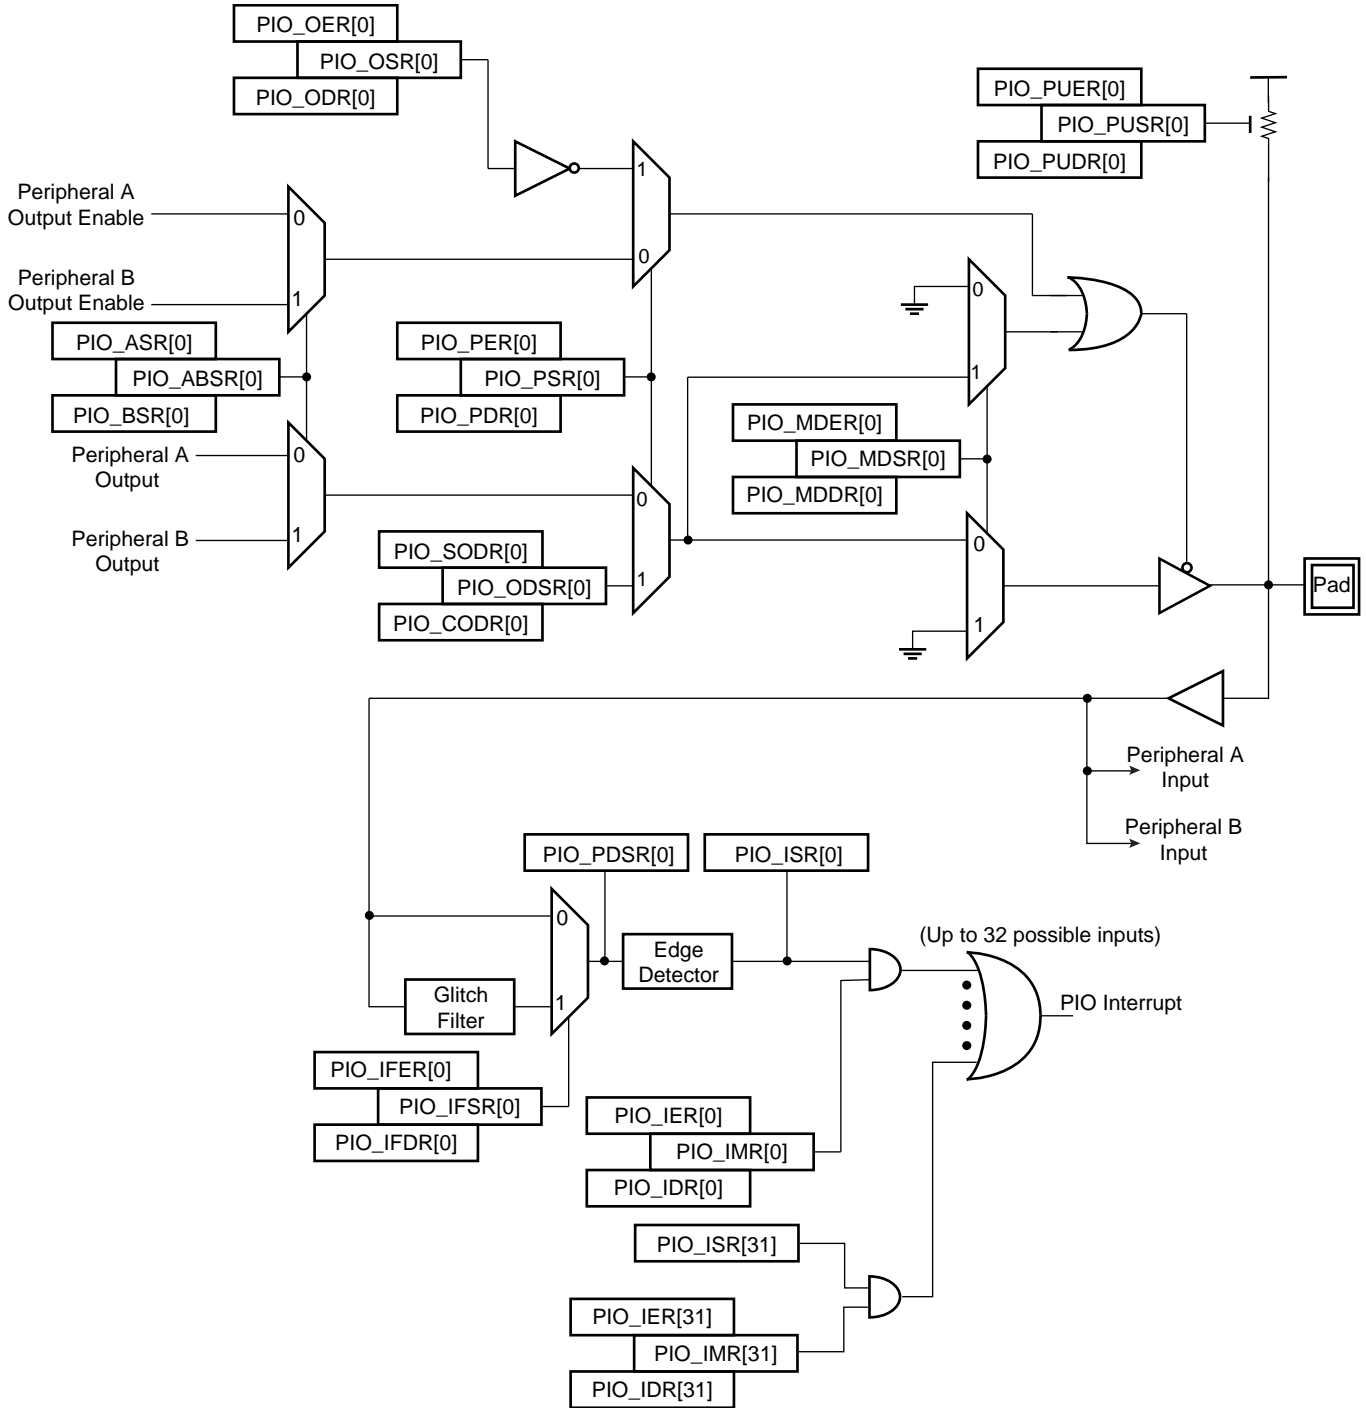 PIO_OER[0]
PIO_OSR[0]
PIO_ODR[0]
PIO_PUER[0]
PIO_PUSR[0]
PIO_PUDR[0]
1
0
Peripheral A
Output Enable
0
Peripheral B
Output Enable
1
PIO_ASR[0]
PIO_ABSR[0]
PIO_BSR[0]
PIO_PER[0]
PIO_PSR[0]
PIO_PDR[0]
0
1
PIO_MDER[0]
PIO_MDSR[0]
PIO_MDDR[0]
Peripheral A
Output
0
Peripheral B
Output
1
0
1
PIO_SODR[0]
PIO_ODSR[0]
PIO_CODR[0]
0
1
Pad
Peripheral A
Input
Peripheral B
Input
PIO_PDSR[0]
PIO_ISR[0]
0
1
Glitch
Filter
Edge
Detector
(Up to 32 possible inputs)
PIO Interrupt
PIO_IFER[0]
PIO_IFSR[0]
PIO_IFDR[0]
PIO_IER[0]
PIO_IMR[0]
PIO_IDR[0]
PIO_ISR[31]
PIO_IER[31]
PIO_IMR[31]
PIO_IDR[31]